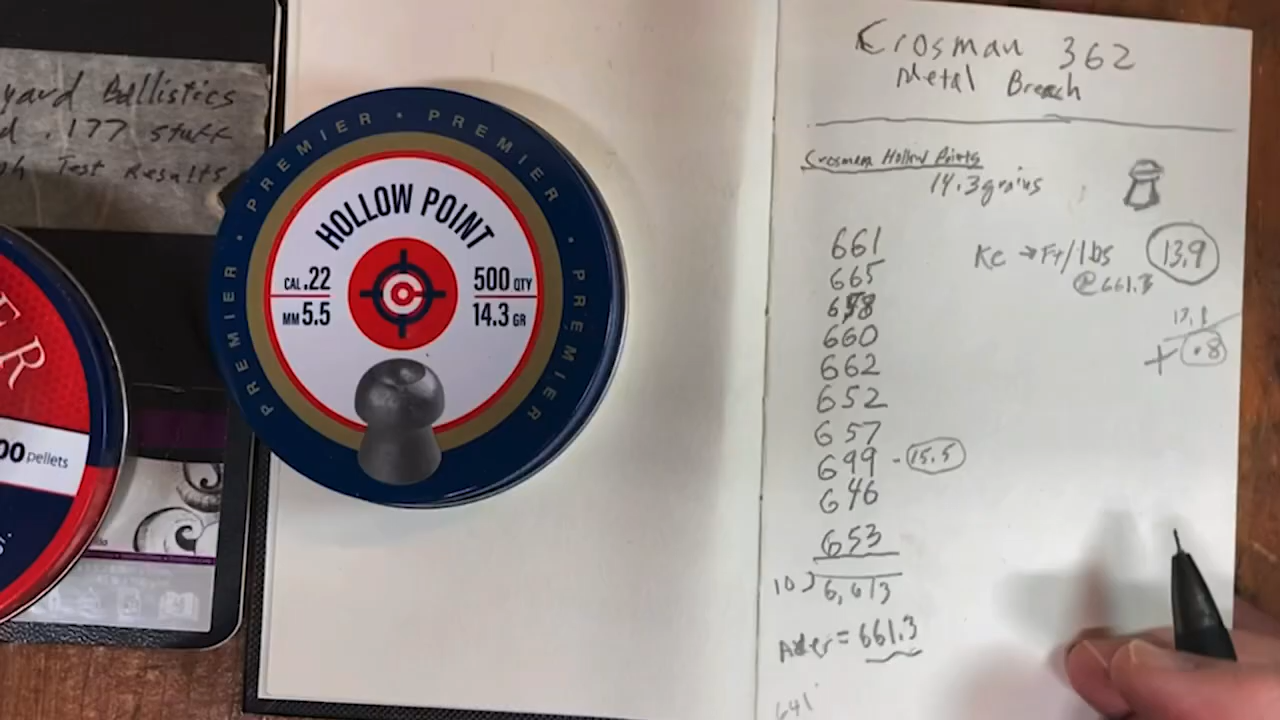 yard Ballistics
.177 stuff
Test Results
ER
00 pellets
PREMIER • PREMIER • PREMIER • PREMIER • PREMIER
HOLLOW POINT
CAL .22
MM 5.5
500 QTY
14.3 GR
Crosman 362
Metal Breach
Crosman Hollow Points
14.3 grains
661
665
658
660
662
652
657
699 - 15.5
646
653
10 6,613
Aver = 661.3
641
KE → Ft/lbs 13.9
@661.3
13.1
+ .8